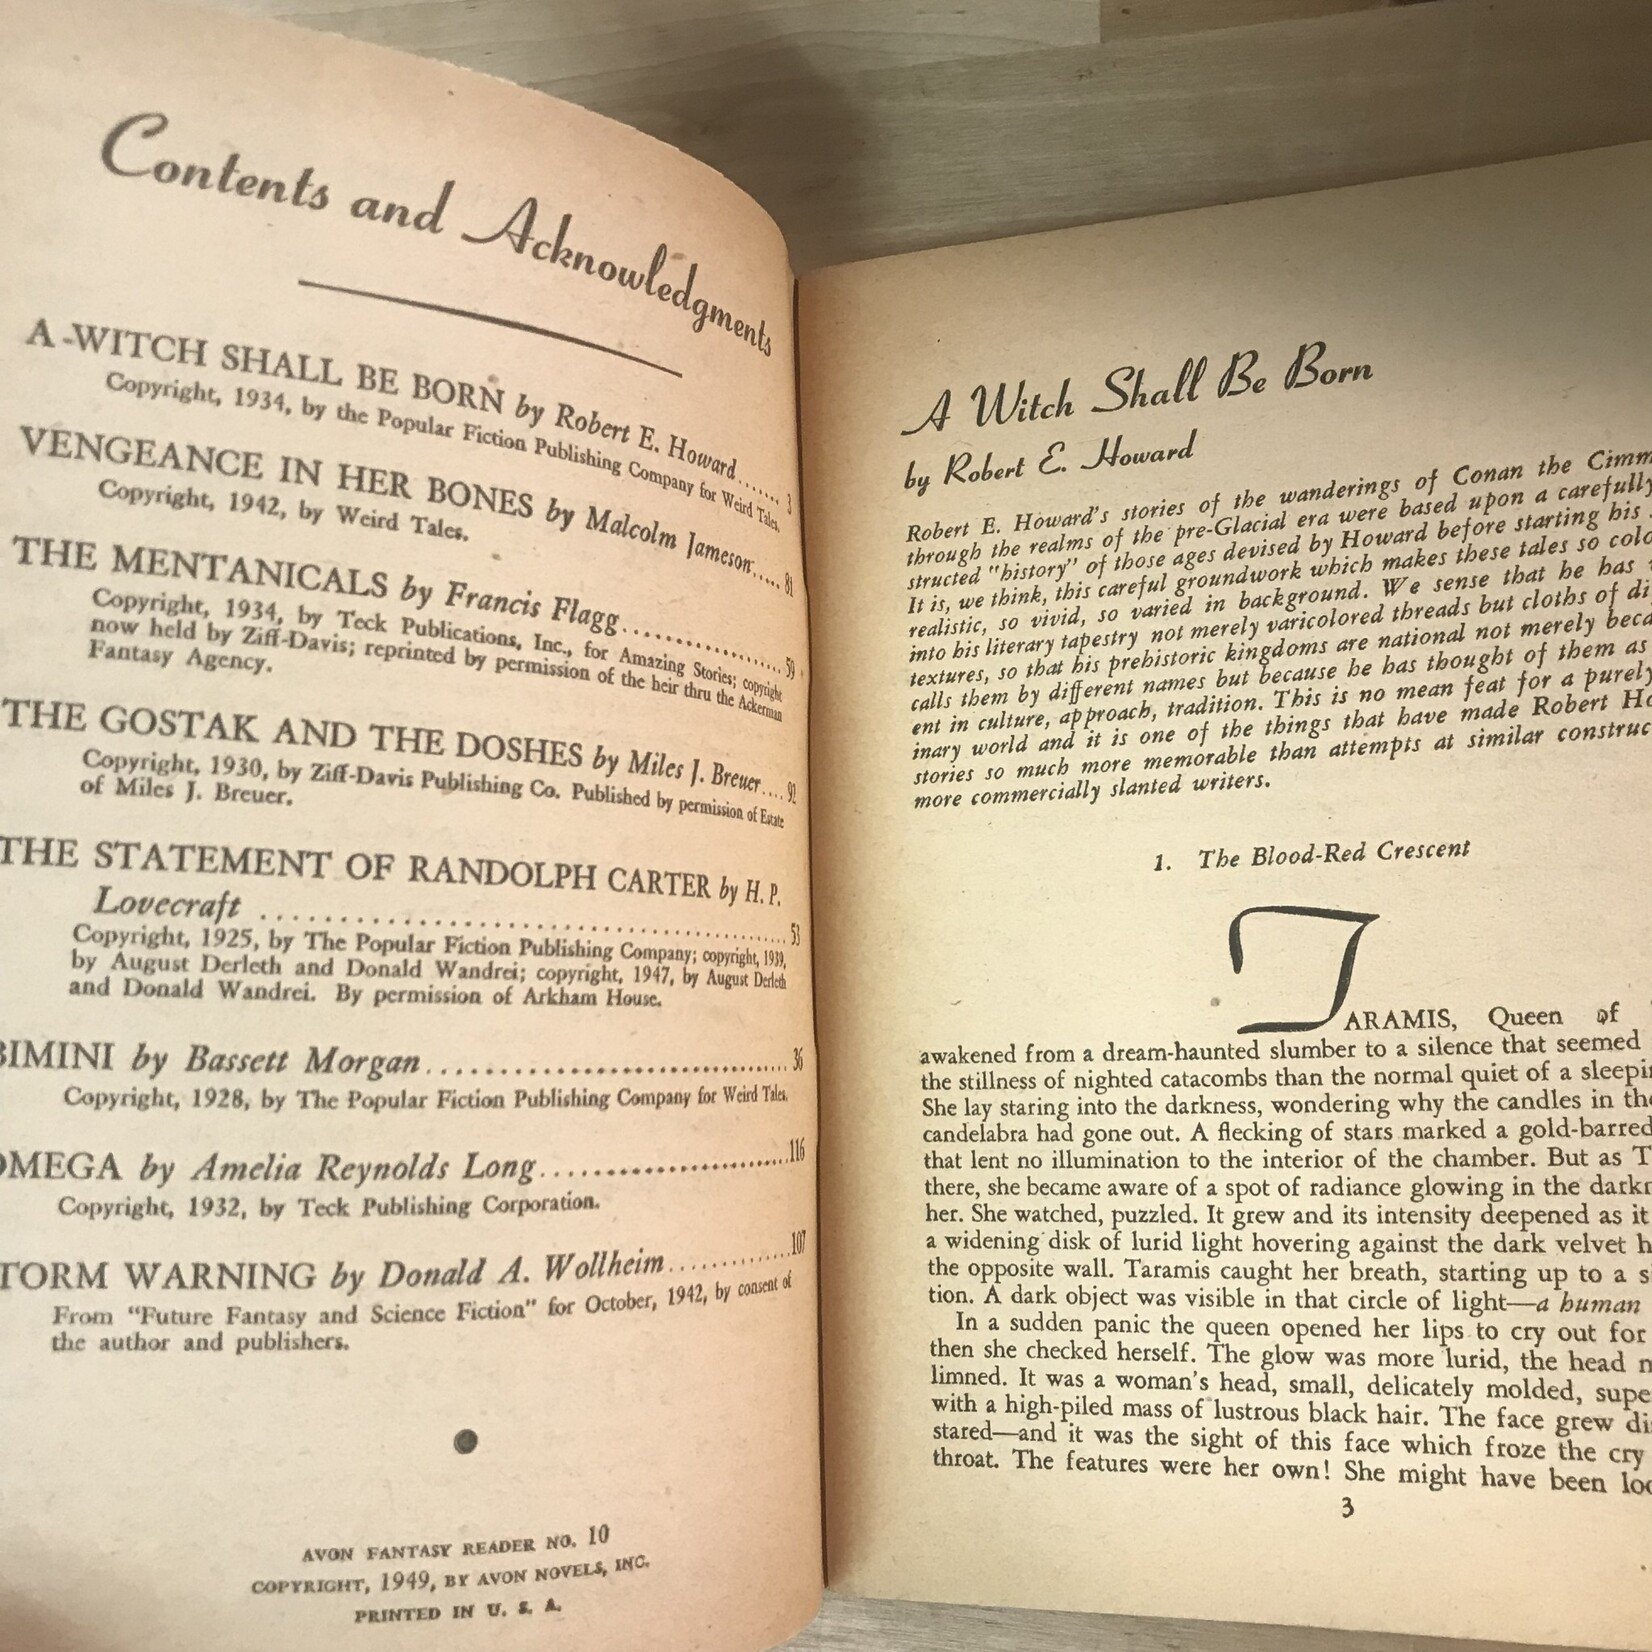 Contents and Acknowledgments
A WITCH SHALL BE BORN by Robert E. Howard....... 3
Copyright, 1934, by the Popular Fiction Publishing Company for Weird Tales.
VENGEANCE IN HER BONES by Malcolm Jameson..... 81
Copyright, 1942, by Weird Tales.
THE MENTANICALS by Francis Flagg.................. 59
Copyright, 1934, by Teck Publications, Inc., for Amazing Stories; copyright
now held by Ziff-Davis; reprinted by permission of the heir thru the Ackerman
Fantasy Agency.
THE GOSTAK AND THE DOSHES by Miles J. Breuer.... 92
Copyright, 1930, by Ziff-Davis Publishing Co. Published by permission of Estate
of Miles J. Breuer.
THE STATEMENT OF RANDOLPH CARTER by H. P.
Lovecraft ........................................ 53
Copyright, 1925, by The Popular Fiction Publishing Company; copyright, 1939,
by August Derleth and Donald Wandrei; copyright, 1947, by August Derleth
and Donald Wandrei. By permission of Arkham House.
BIMINI by Bassett Morgan.............................. 36
Copyright, 1928, by The Popular Fiction Publishing Company for Weird Tales.
OMEGA by Amelia Reynolds Long........................116
Copyright, 1932, by Teck Publishing Corporation.
TORM WARNING by Donald A. Wollheim............107
From "Future Fantasy and Science Fiction" for October, 1942, by consent of
the author and publishers.
AVON FANTASY READER NO. 10
COPYRIGHT, 1949, BY AVON NOVELS, INC.
PRINTED IN U. S. A.
A Witch Shall Be Born
by Robert E. Howard
Robert E. Howard's stories of the wanderings of Conan the Cimm
through the realms of the pre-Glacial era were based upon a carefully
structed "history" of those ages devised by Howard before starting his
It is, we think, this careful groundwork which makes these tales so colo
realistic, so vivid, so varied in background. We sense that he has
into his literary tapestry not merely varicolored threads but cloths of di
textures, so that his prehistoric kingdoms are national not merely beca
calls them by different names but because he has thought of them as
ent in culture, approach, tradition. This is no mean feat for a purely
inary world and it is one of the things that have made Robert Ho
stories so much more memorable than attempts at similar construc
more commercially slanted writers.
1. The Blood-Red Crescent
TARAMIS, Queen of
awakened from a dream-haunted slumber to a silence that seemed
the stillness of nighted catacombs than the normal quiet of a sleepi
She lay staring into the darkness, wondering why the candles in the
candelabra had gone out. A flecking of stars marked a gold-barred
that lent no illumination to the interior of the chamber. But as T
there, she became aware of a spot of radiance glowing in the darkn
her. She watched, puzzled. It grew and its intensity deepened as it
a widening disk of lurid light hovering against the dark velvet h
the opposite wall. Taramis caught her breath, starting up to a s
tion. A dark object was visible in that circle of light—a human
In a sudden panic the queen opened her lips to cry out for
then she checked herself. The glow was more lurid, the head m
limned. It was a woman's head, small, delicately molded, supe
with a high-piled mass of lustrous black hair. The face grew di
stared—and it was the sight of this face which froze the cry
throat. The features were her own! She might have been loo
3